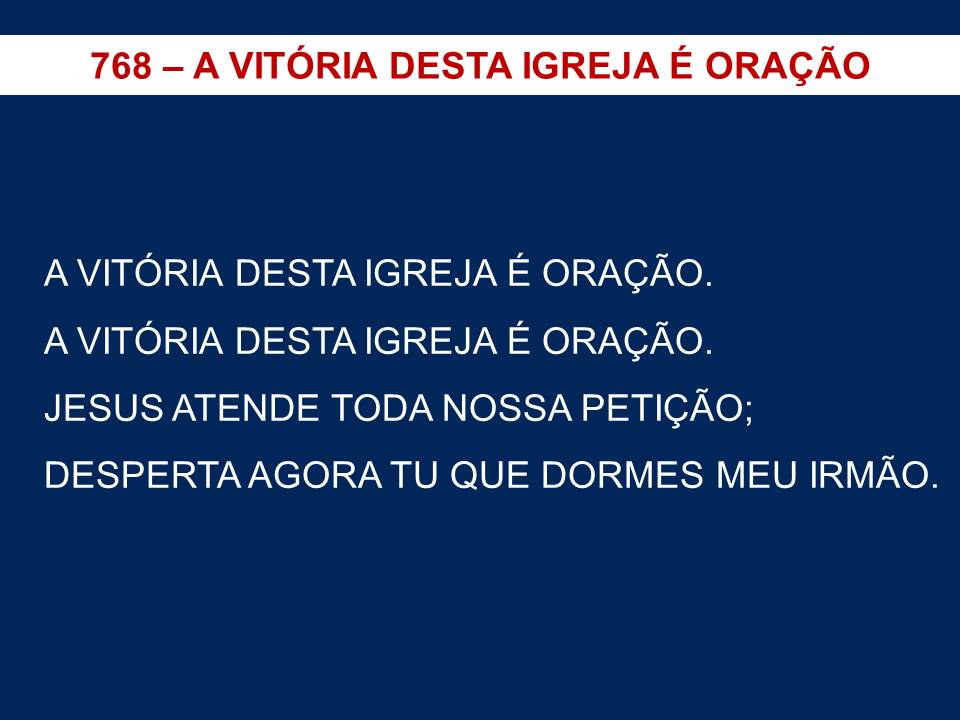 768 – A VITÓRIA DESTA IGREJA É ORAÇÃO
A VITÓRIA DESTA IGREJA É ORAÇÃO.
A VITÓRIA DESTA IGREJA É ORAÇÃO.
JESUS ATENDE TODA NOSSA PETIÇÃO;
DESPERTA AGORA TU QUE DORMES MEU IRMÃO.